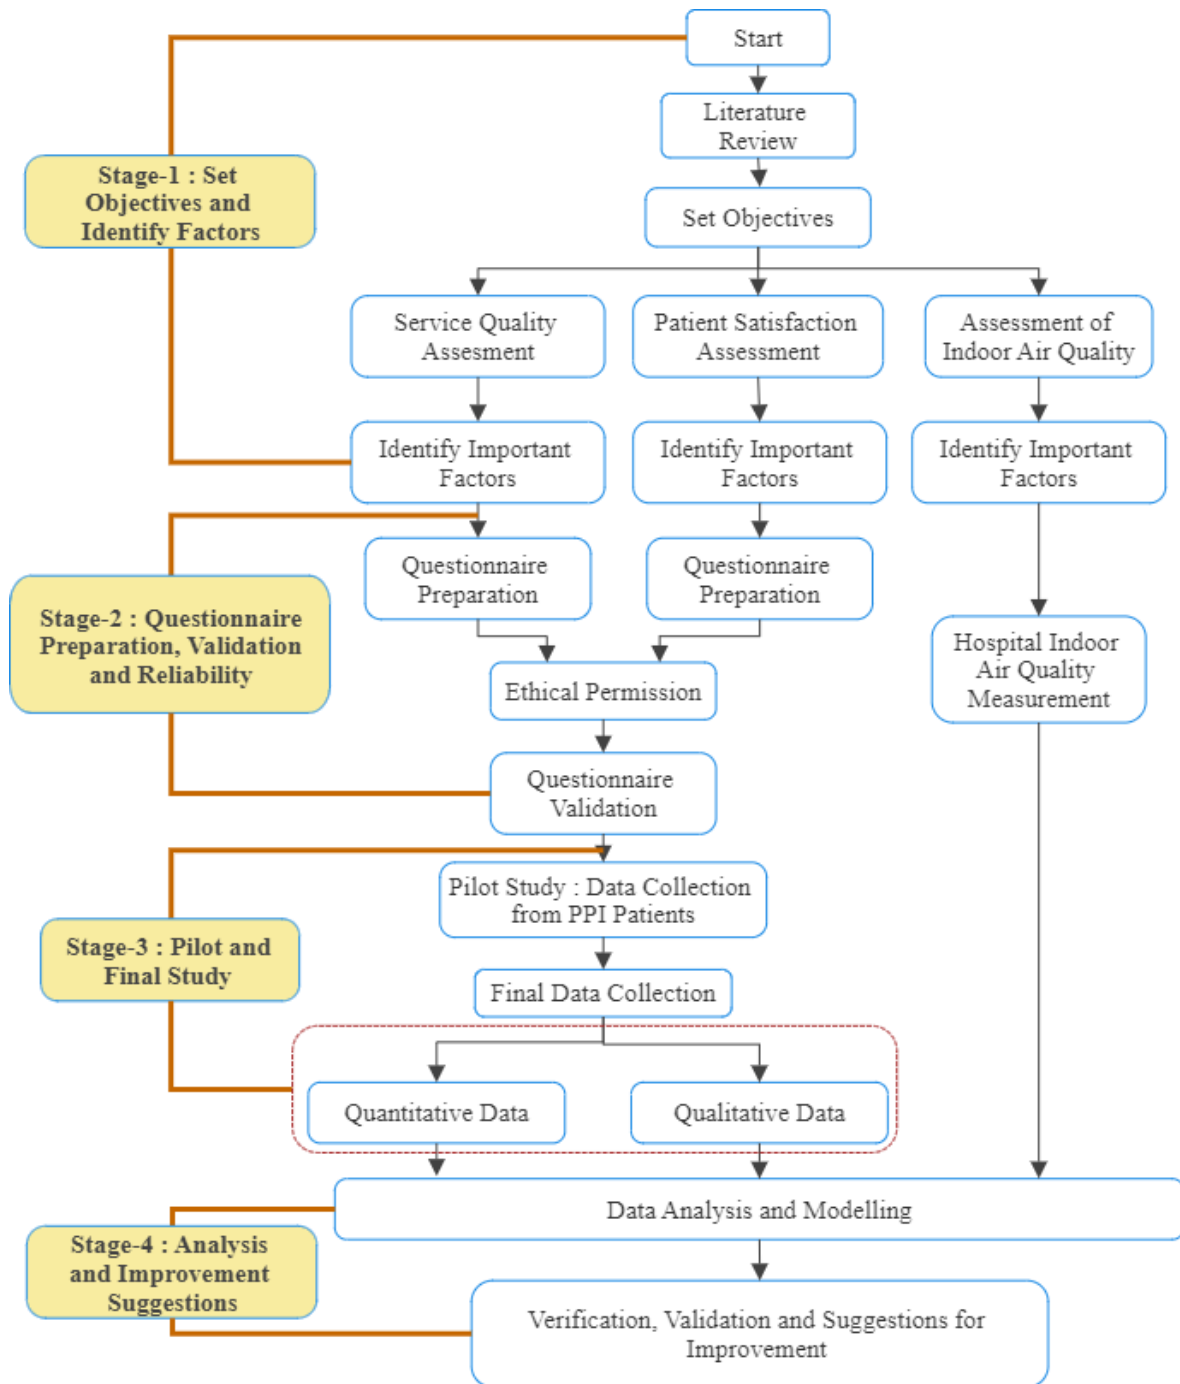 Start
Literature
Review
Stage-1 : Set
Objectives and
Identify Factors
Set Objectives
Service Quality
Assesment
Patient Satisfaction
Assessment
Assessment of
Indoor Air Quality
Identify Important
Factors
Identify Important
Factors
Identify Important
Factors
Stage-2 : Questionnaire
Preparation, Validation
and Reliability
Questionnaire
Preparation
Questionnaire
Preparation
Hospital Indoor
Air Quality
Measurement
Ethical Permission
Questionnaire
Validation
Stage-3 : Pilot and
Final Study
Pilot Study : Data Collection
from PPI Patients
Final Data Collection
Quantitative Data
Qualitative Data
Stage-4 : Analysis
and Improvement
Suggestions
Data Analysis and Modelling
Verification, Validation and Suggestions for
Improvement